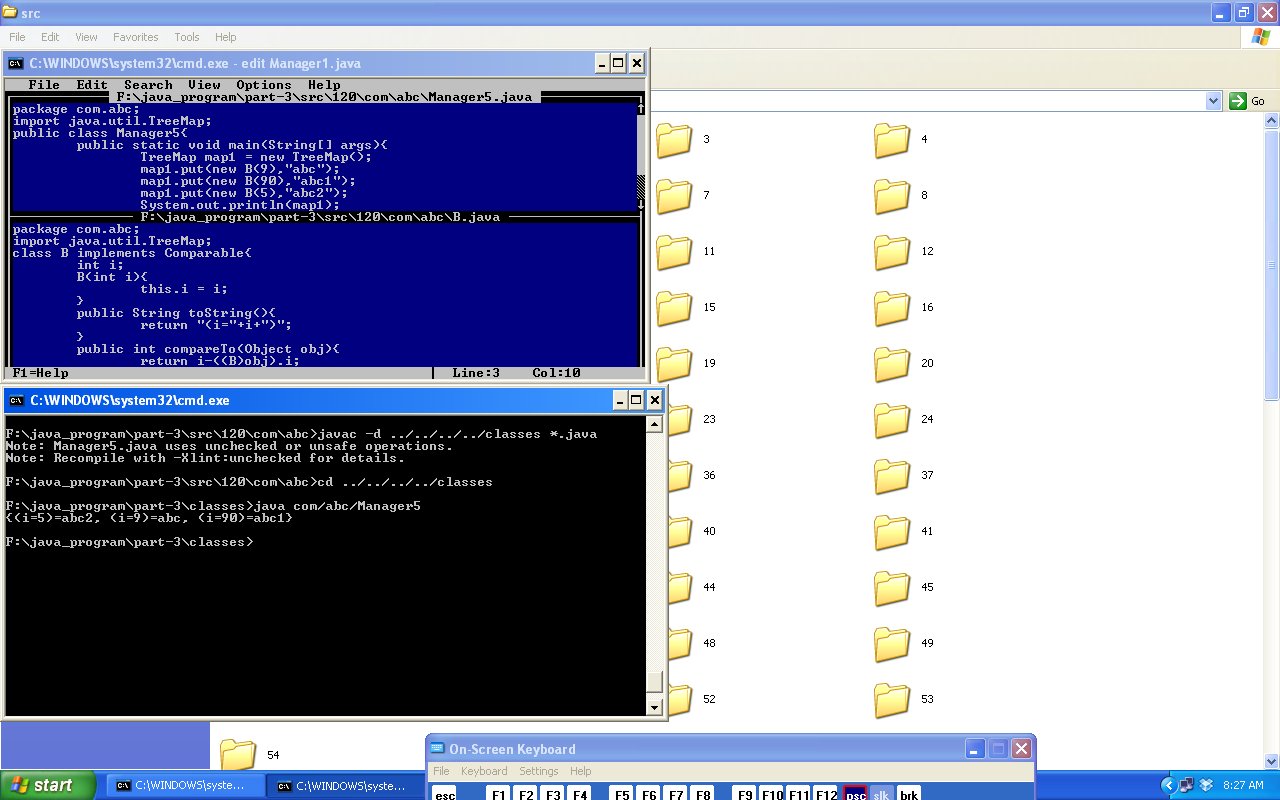 src
File Edit View Favorites Tools Help
C:\WINDOWS\system32\cmd.exe - edit Manager1.java
File Edit Search View Options Help
F:\java_program\part-3\src\120\com\abc\Manager5.java
package com.abc;
import java.util.TreeMap;
public class Manager5{
public static void main(String[] args){
TreeMap map1 = new TreeMap();
map1.put(new B(9),"abc");
map1.put(new B(90),"abc1");
map1.put(new B(5),"abc2");
System.out.println(map1);
F:\java_program\part-3\src\120\com\abc\B.java
package com.abc;
import java.util.TreeMap;
class B implements Comparable{
int i;
B(int i){
this.i = i;
}
public String toString(){
return "(i="+i+")";
}
public int compareTo(Object obj){
return i-((B)obj).i;
F1=Help Line:3 Col:10
C:\WINDOWS\system32\cmd.exe
F:\java_program\part-3\src\120\com\abc>javac -d ../../../../classes *.java
Note: Manager5.java uses unchecked or unsafe operations.
Note: Recompile with -Xlint:unchecked for details.
F:\java_program\part-3\src\120\com\abc>cd ../../../../classes
F:\java_program\part-3\classes>java com/abc/Manager5
{(i=5)=abc2, (i=9)=abc, (i=90)=abc1}
F:\java_program\part-3\classes>
Go
3 4
7 8
11 12
15 16
19 20
23 24
36 37
40 41
44 45
48 49
52 53
54
On-Screen Keyboard
File Keyboard Settings Help
esc F1 F2 F3 F4 F5 F6 F7 F8 F9 F10 F11 F12 psc slk brk
start C:\WINDOWS\syste... C:\WINDOWS\syste... 8:27 AM